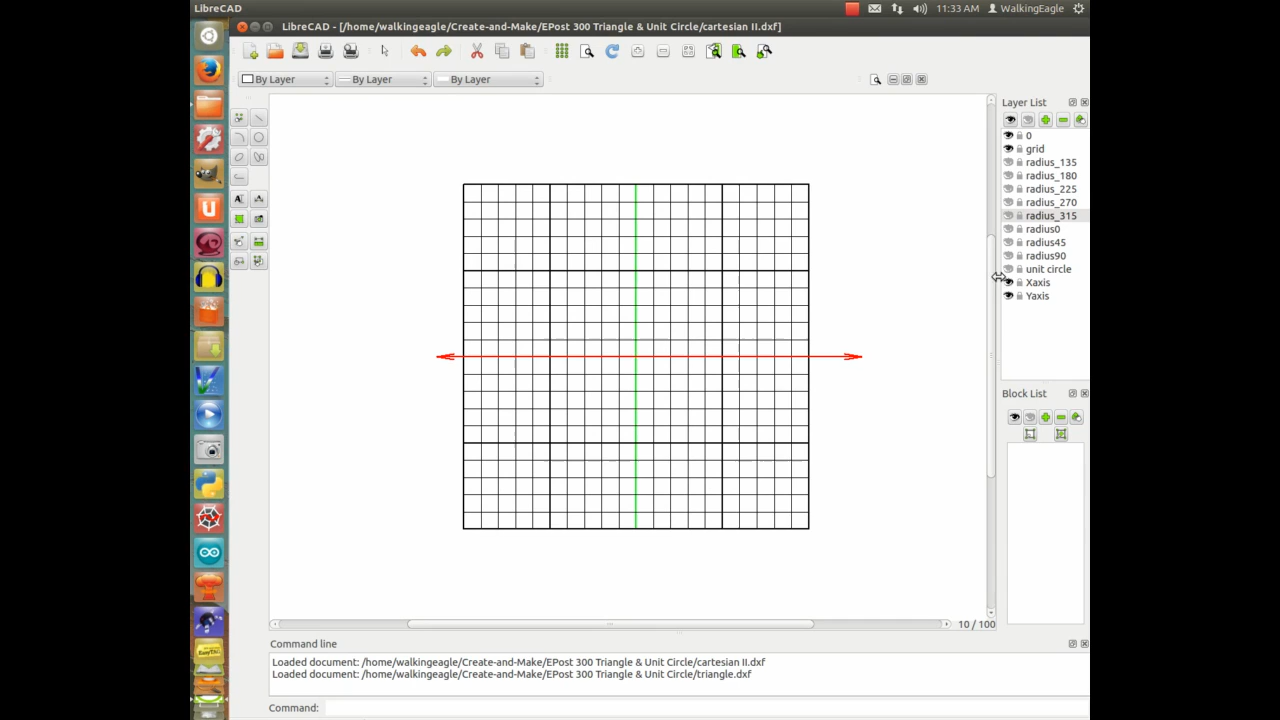 LibreCAD
11:33 AM
WalkingEagle
LibreCAD - [/home/walkingeagle/Create-and-Make/EPost 300 Triangle & Unit Circle/cartesian II.dxf]
By Layer
By Layer
By Layer
Layer List
0
grid
radius_135
radius_180
radius_225
radius_270
radius_315
radius0
radius45
radius90
unit circle
Xaxis
Yaxis
Block List
10 / 100
Command line
Loaded document: /home/walkingeagle/Create-and-Make/EPost 300 Triangle & Unit Circle/cartesian II.dxf
Loaded document: /home/walkingeagle/Create-and-Make/EPost 300 Triangle & Unit Circle/triangle.dxf
Command: